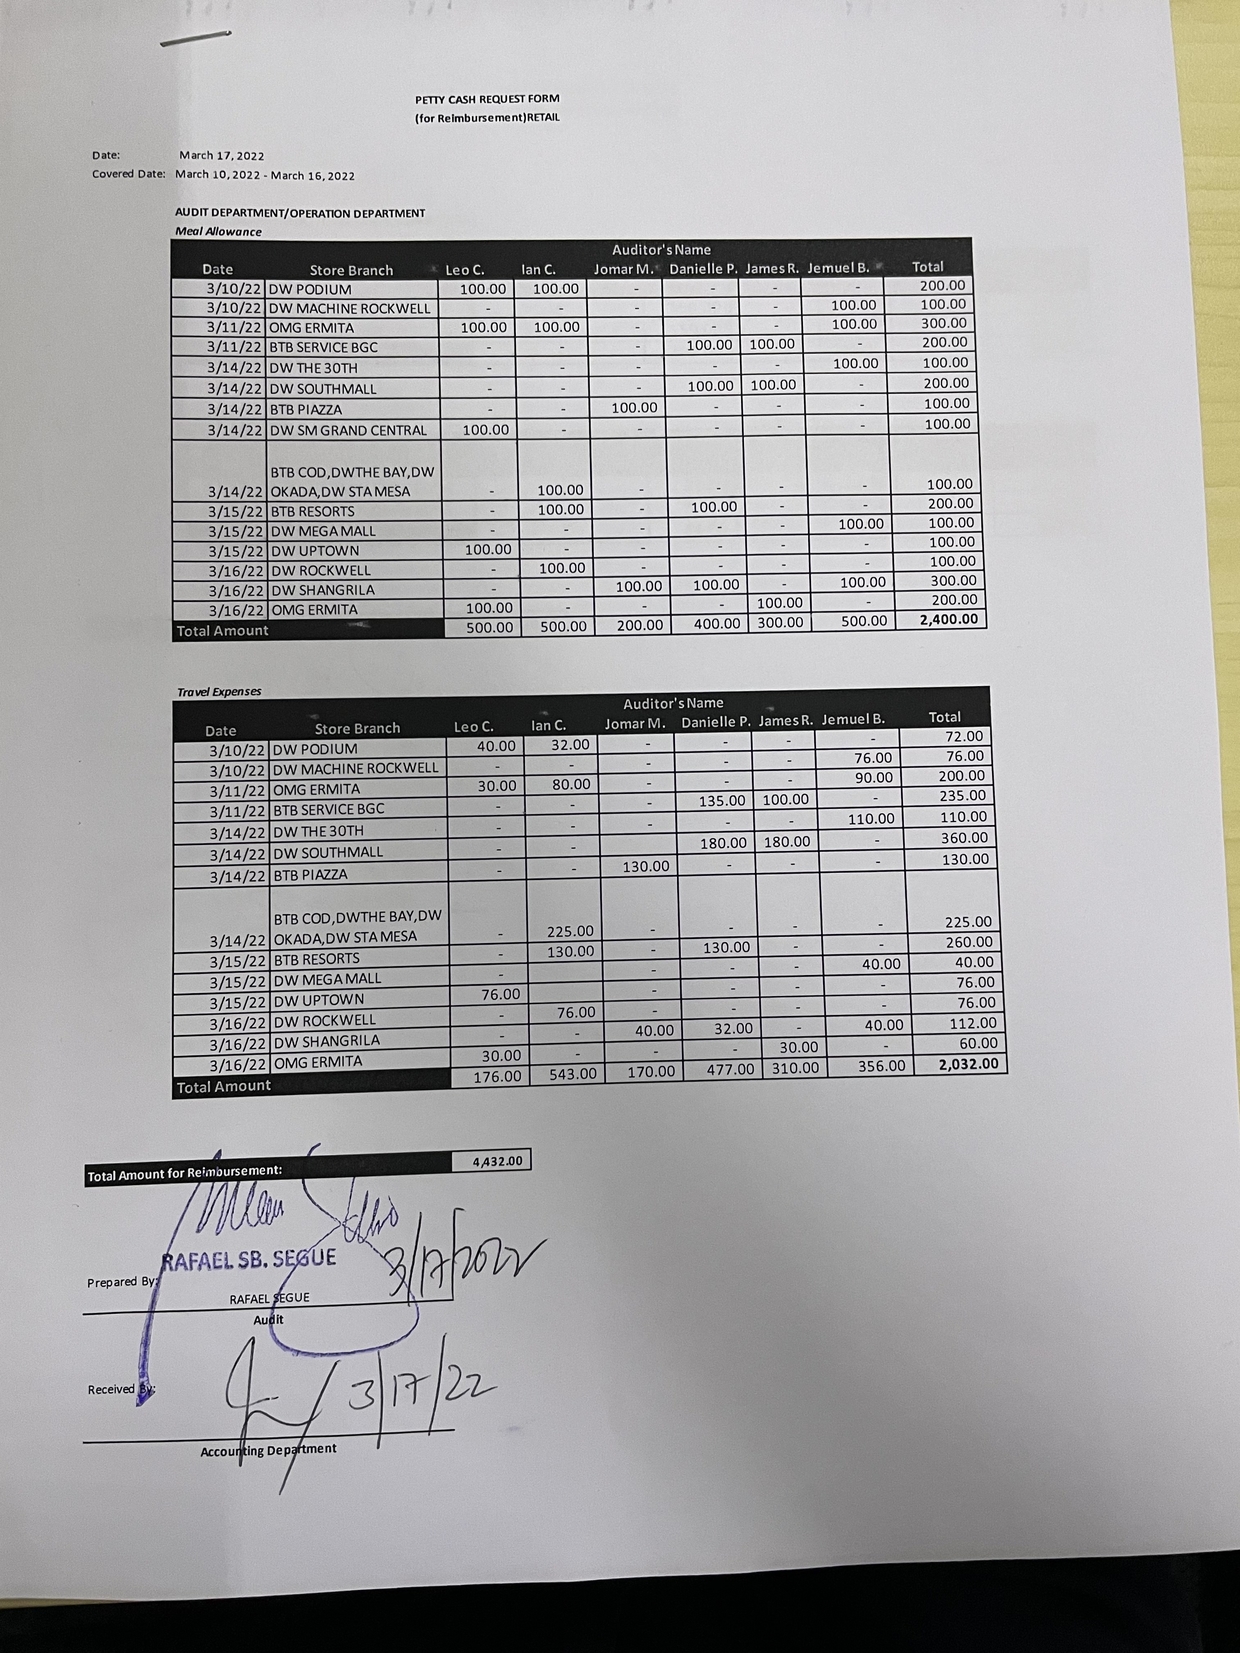 PETTY CASH REQUEST FORM
(for Reimbursement)RETAIL
Date: March 17, 2022
Covered Date: March 10, 2022 - March 16, 2022
AUDIT DEPARTMENT/OPERATION DEPARTMENT
Meal Allowance
Auditor's Name
Date Store Branch Leo C. Ian C. Jomar M. Danielle P. James R. Jemuel B. Total
3/10/22 DW PODIUM 100.00 100.00 - - - - 200.00
3/10/22 DW MACHINE ROCKWELL - - - - - 100.00 100.00
3/11/22 OMG ERMITA 100.00 100.00 - - - 100.00 300.00
3/11/22 BTB SERVICE BGC - - - 100.00 100.00 - 200.00
3/14/22 DW THE 30TH - - - - - 100.00 100.00
3/14/22 DW SOUTHMALL - - - 100.00 100.00 - 200.00
3/14/22 BTB PIAZZA - - 100.00 - - - 100.00
3/14/22 DW SM GRAND CENTRAL 100.00 - - - - - 100.00
BTB COD,DWTHE BAY,DW
3/14/22 OKADA,DW STA MESA - 100.00 - - - - 100.00
3/15/22 BTB RESORTS - 100.00 - 100.00 - - 200.00
3/15/22 DW MEGA MALL - - - - - 100.00 100.00
3/15/22 DW UPTOWN 100.00 - - - - - 100.00
3/16/22 DW ROCKWELL - 100.00 - - - - 100.00
3/16/22 DW SHANGRILA - - 100.00 100.00 - 100.00 300.00
3/16/22 OMG ERMITA 100.00 - - - 100.00 - 200.00
Total Amount 500.00 500.00 200.00 400.00 300.00 500.00 2,400.00
Travel Expenses
Auditor's Name
Date Store Branch Leo C. Ian C. Jomar M. Danielle P. James R. Jemuel B. Total
3/10/22 DW PODIUM 40.00 32.00 - - - - 72.00
3/10/22 DW MACHINE ROCKWELL - - - - - 76.00 76.00
3/11/22 OMG ERMITA 30.00 80.00 - - - 90.00 200.00
3/11/22 BTB SERVICE BGC - - - 135.00 100.00 - 235.00
3/14/22 DW THE 30TH - - - - - 110.00 110.00
3/14/22 DW SOUTHMALL - - 180.00 180.00 - 360.00
3/14/22 BTB PIAZZA - - 130.00 - - - 130.00
BTB COD,DWTHE BAY,DW
3/14/22 OKADA,DW STA MESA - 225.00 - - - - 225.00
3/15/22 BTB RESORTS - 130.00 - 130.00 - - 260.00
3/15/22 DW MEGA MALL - - - - 40.00 40.00
3/15/22 DW UPTOWN 76.00 - - - - 76.00
3/16/22 DW ROCKWELL - 76.00 - - - - 76.00
3/16/22 DW SHANGRILA - - 40.00 32.00 - 40.00 112.00
3/16/22 OMG ERMITA 30.00 - - - 30.00 - 60.00
Total Amount 176.00 543.00 170.00 477.00 310.00 356.00 2,032.00
Total Amount for Reimbursement: 4,432.00
RAFAEL SB. SEGUE
3/17/2022
Prepared By:
RAFAEL SEGUE
Audit
Received By: 3/17/22
Accounting Department